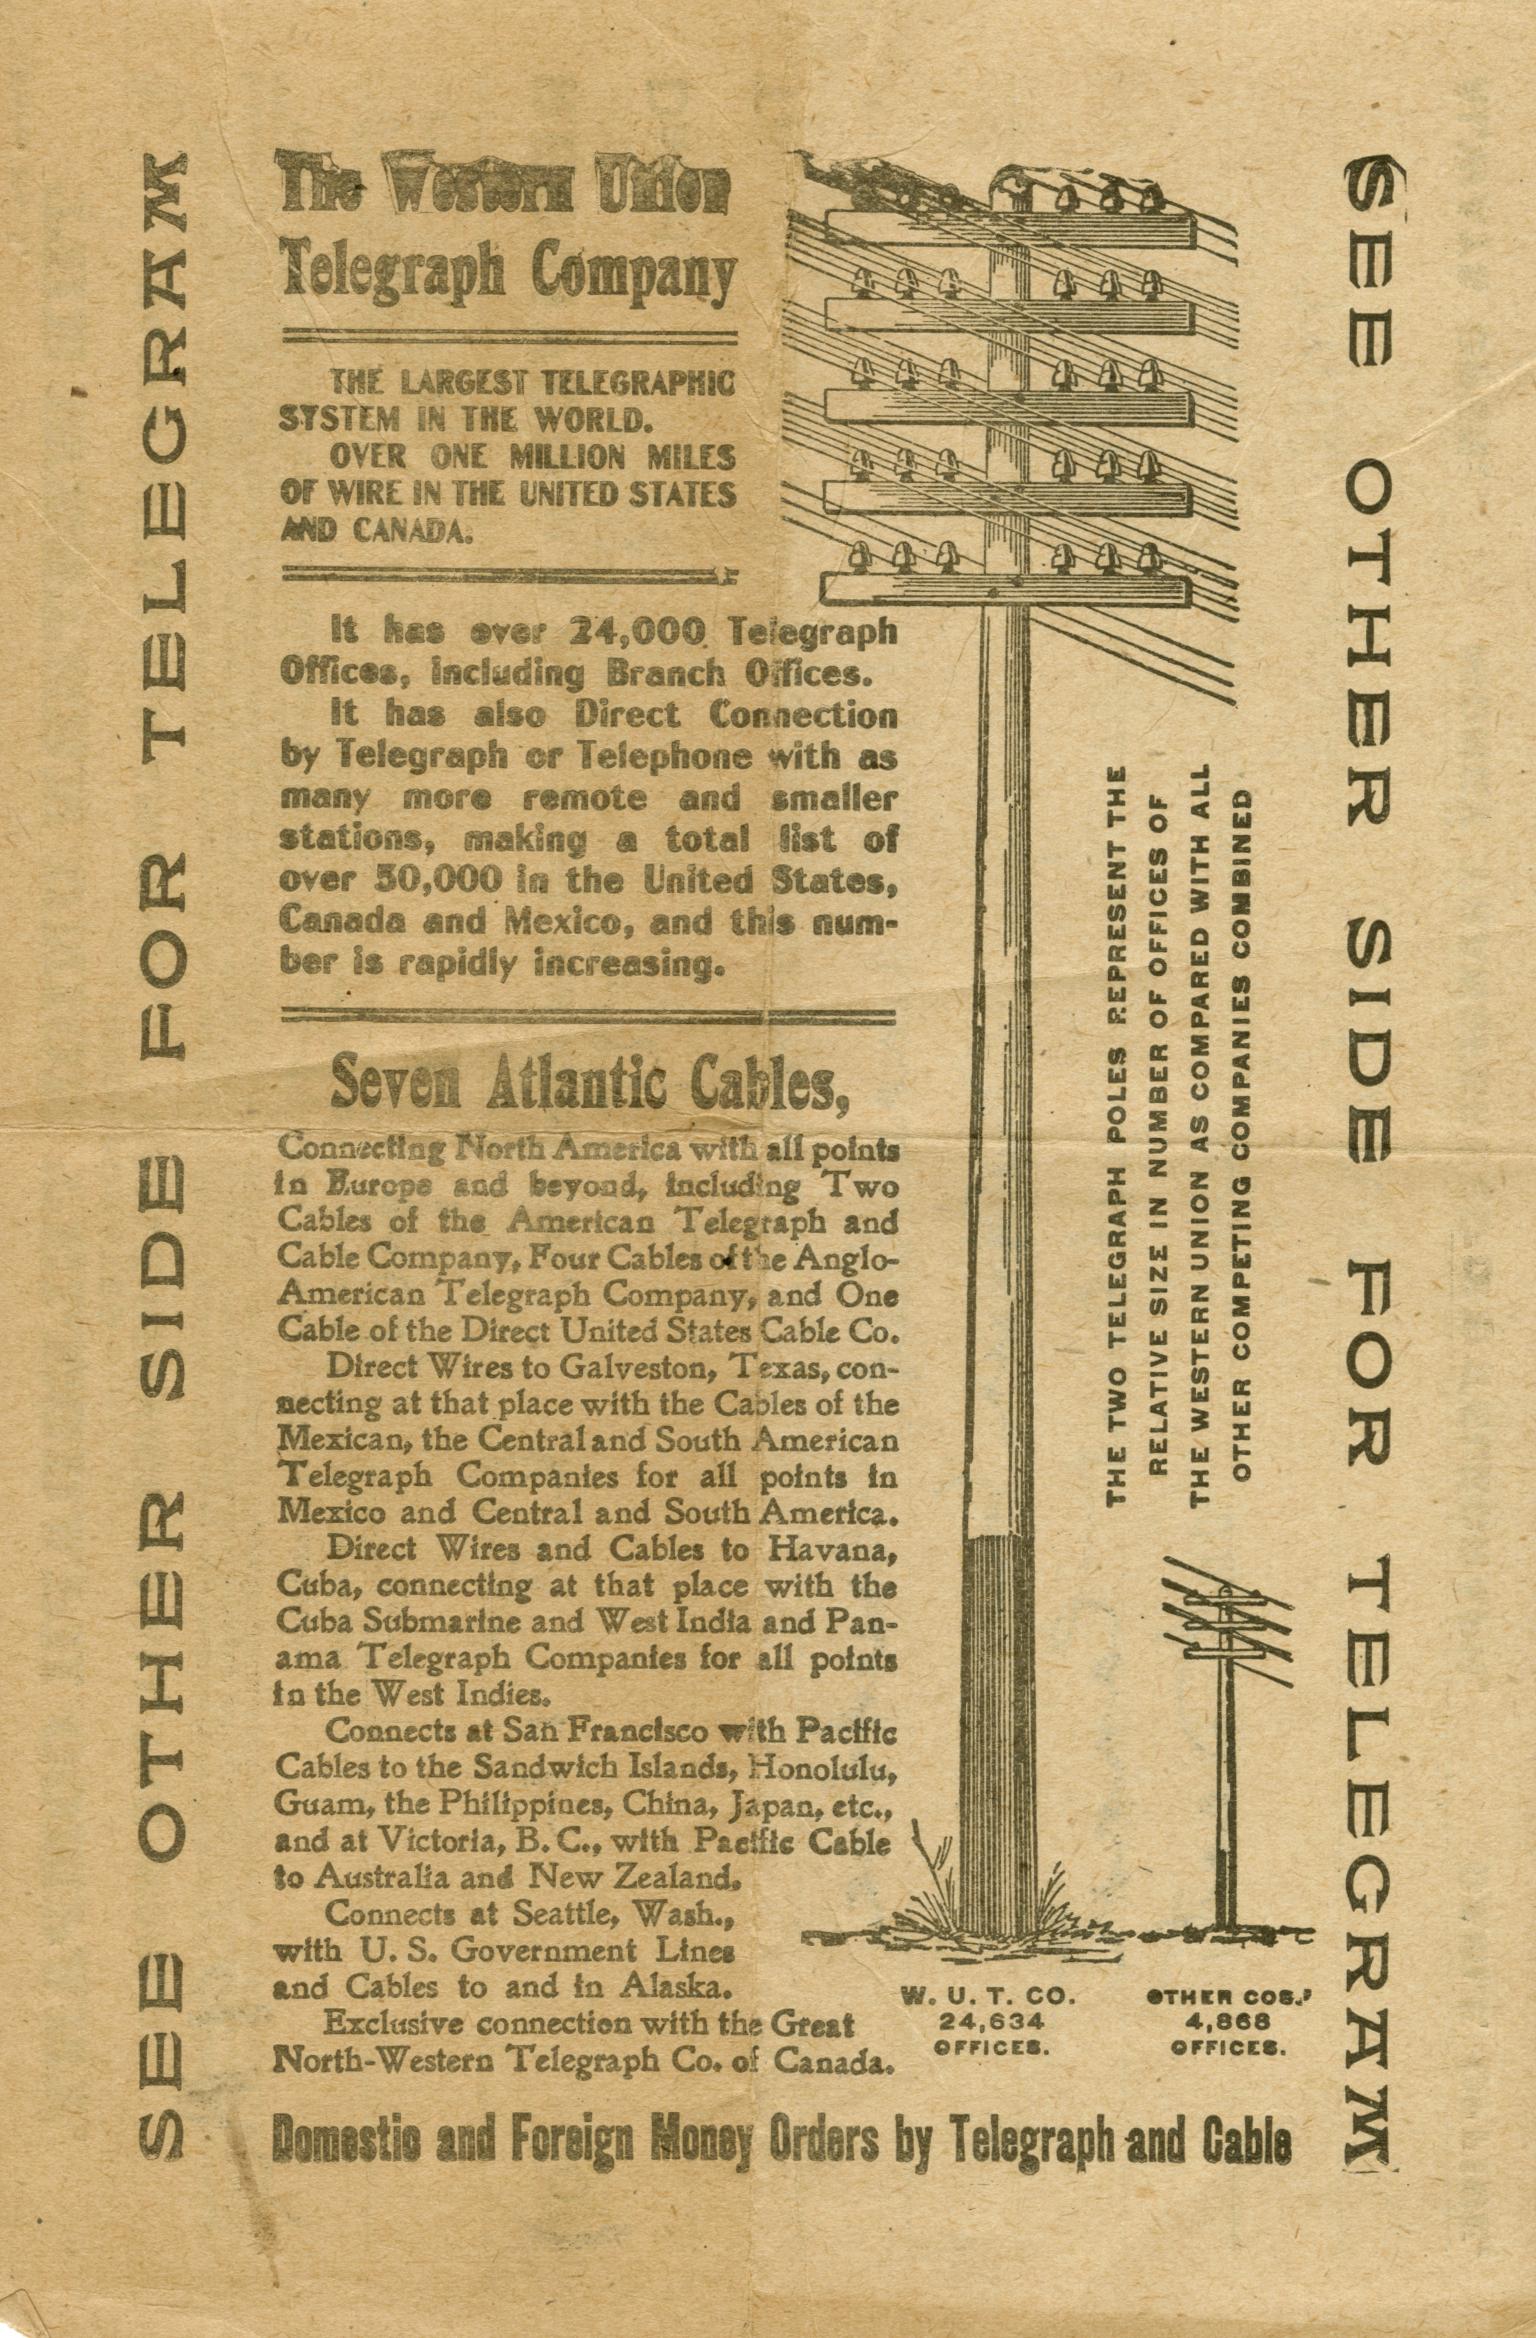 SEE OTHER SIDE FOR TELEGRAM
The Western Union
Telegraph Company
THE LARGEST TELEGRAPHIC
SYSTEM IN THE WORLD.
OVER ONE MILLION MILES
OF WIRE IN THE UNITED STATES
AND CANADA.
It has over 24,000 Telegraph
Offices, including Branch Offices.
It has also Direct Connection
by Telegraph or Telephone with as
many more remote and smaller
stations, making a total list of
over 50,000 in the United States,
Canada and Mexico, and this num-
ber is rapidly increasing.
Seven Atlantic Cables,
Connecting North America with all points
in Europe and beyond, including Two
Cables of the American Telegraph and
Cable Company, Four Cables of the Anglo-
American Telegraph Company, and One
Cable of the Direct United States Cable Co.
Direct Wires to Galveston, Texas, con-
necting at that place with the Cables of the
Mexican, the Central and South American
Telegraph Companies for all points in
Mexico and Central and South America.
Direct Wires and Cables to Havana,
Cuba, connecting at that place with the
Cuba Submarine and West India and Pan-
ama Telegraph Companies for all points
in the West Indies.
Connects at San Francisco with Pacific
Cables to the Sandwich Islands, Honolulu,
Guam, the Philippines, China, Japan, etc.,
and at Victoria, B. C., with Pacific Cable
to Australia and New Zealand.
Connects at Seattle, Wash.,
with U. S. Government Lines
and Cables to and in Alaska.
Exclusive connection with the Great
North-Western Telegraph Co. of Canada.
THE TWO TELEGRAPH POLES REPRESENT THE
RELATIVE SIZE IN NUMBER OF OFFICES OF
THE WESTERN UNION AS COMPARED WITH ALL
OTHER COMPETING COMPANIES COMBINED
W. U. T. CO.
24,634
OFFICES.
OTHER COS.'
4,868
OFFICES.
Domestic and Foreign Money Orders by Telegraph and Cable
SEE OTHER SIDE FOR TELEGRAM